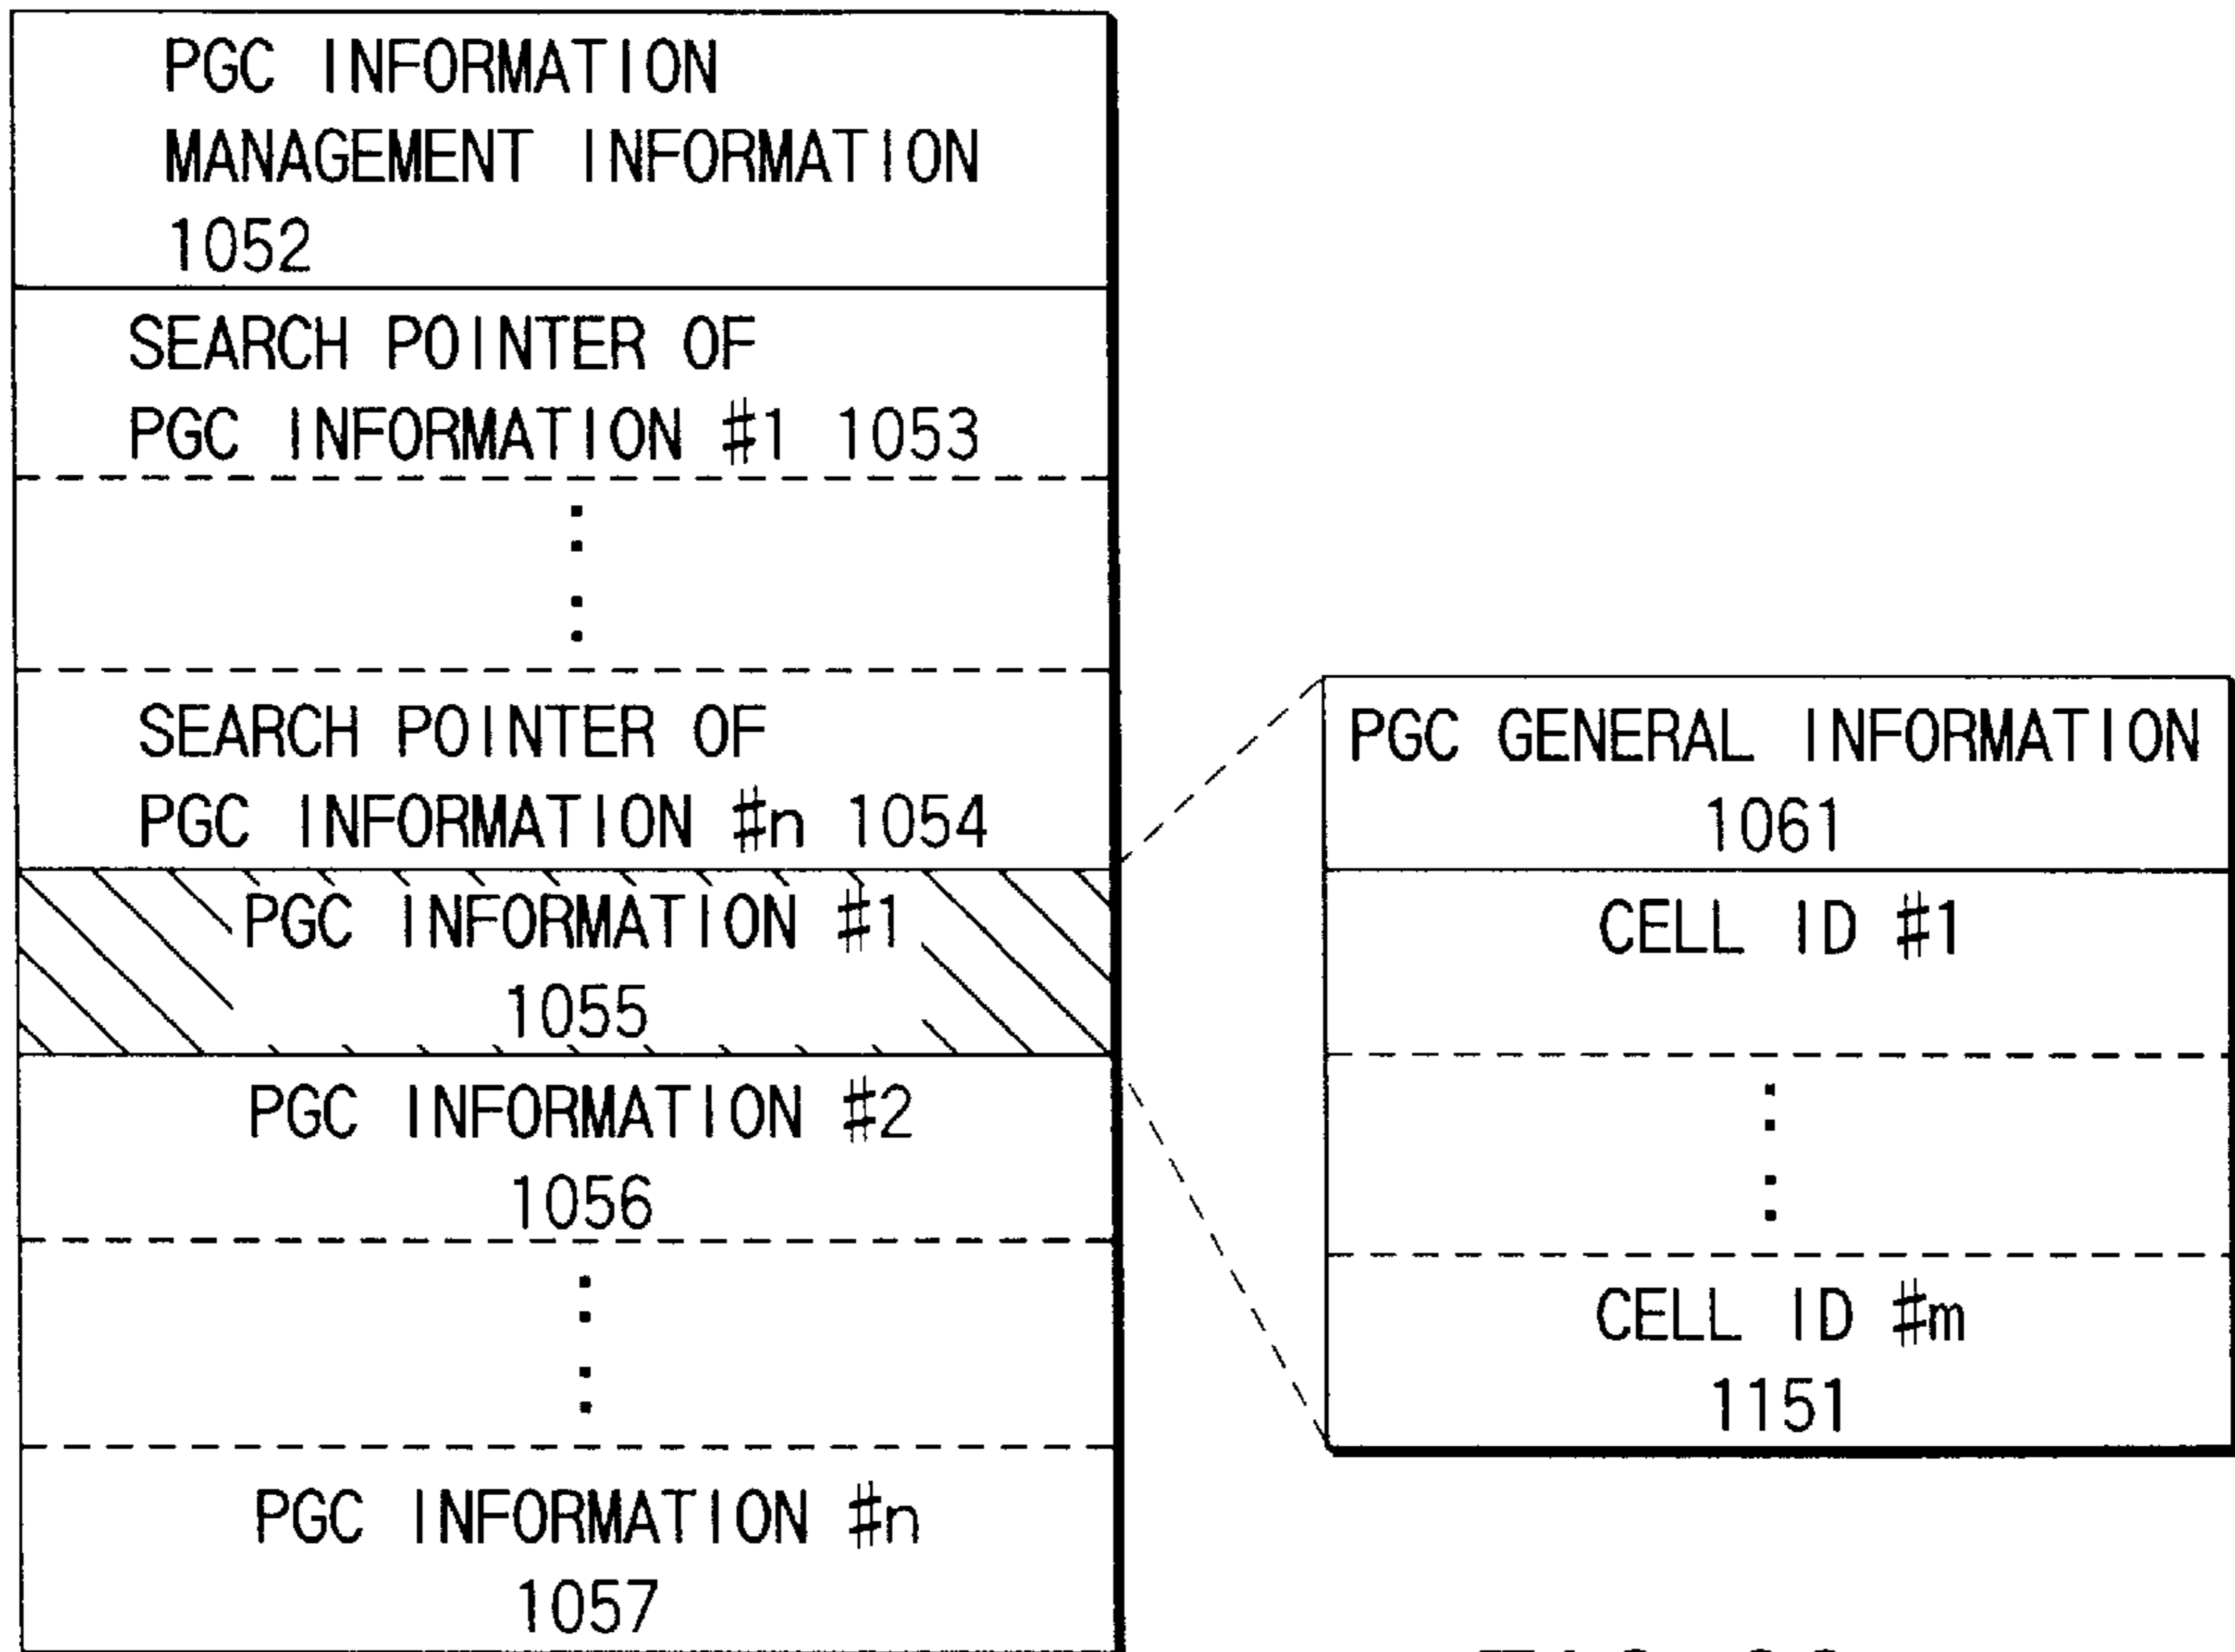 PGC INFORMATION
MANAGEMENT INFORMATION
1052
SEARCH POINTER OF
PGC INFORMATION #1 1053
SEARCH POINTER OF
PGC INFORMATION #n 1054
PGC INFORMATION #1
1055
PGC INFORMATION #2
1056
PGC INFORMATION #n
1057
PGC GENERAL INFORMATION
1061
CELL ID #1
CELL ID #m
1151